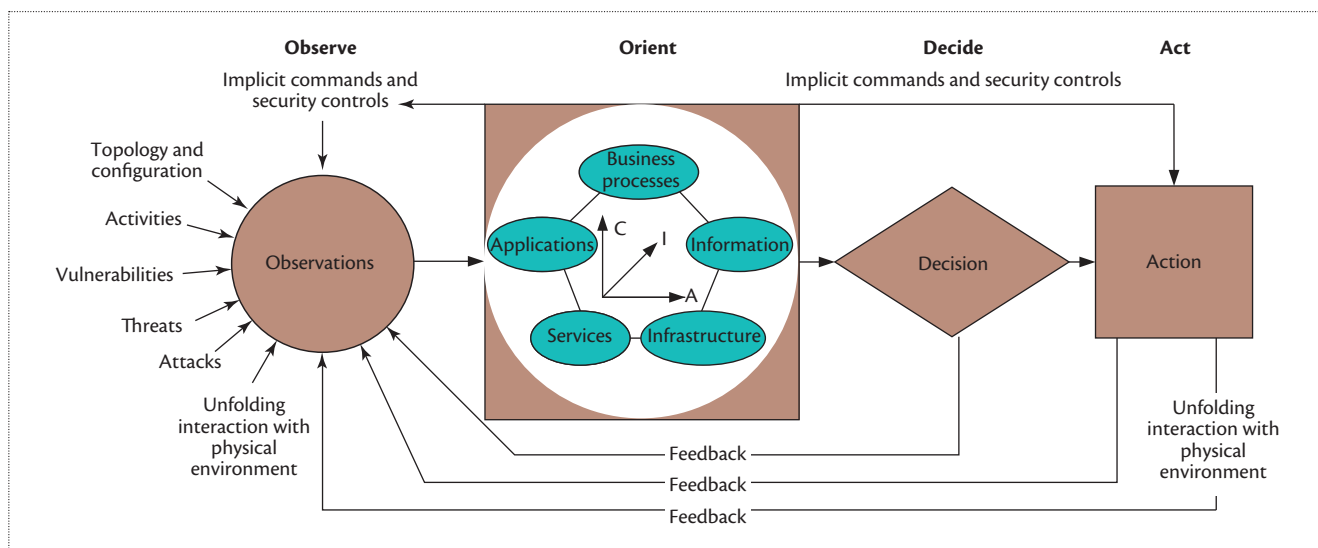 Observe
Orient
Decide
Act
Implicit commands and
security controls
Implicit commands and security controls
Topology and
configuration
Activities
Vulnerabilities
Threats
Attacks
Unfolding
interaction with
physical
environment
Observations
Business
processes
Applications
Information
Services
Infrastructure
C
I
A
Decision
Action
Unfolding
interaction with
physical
environment
Feedback
Feedback
Feedback